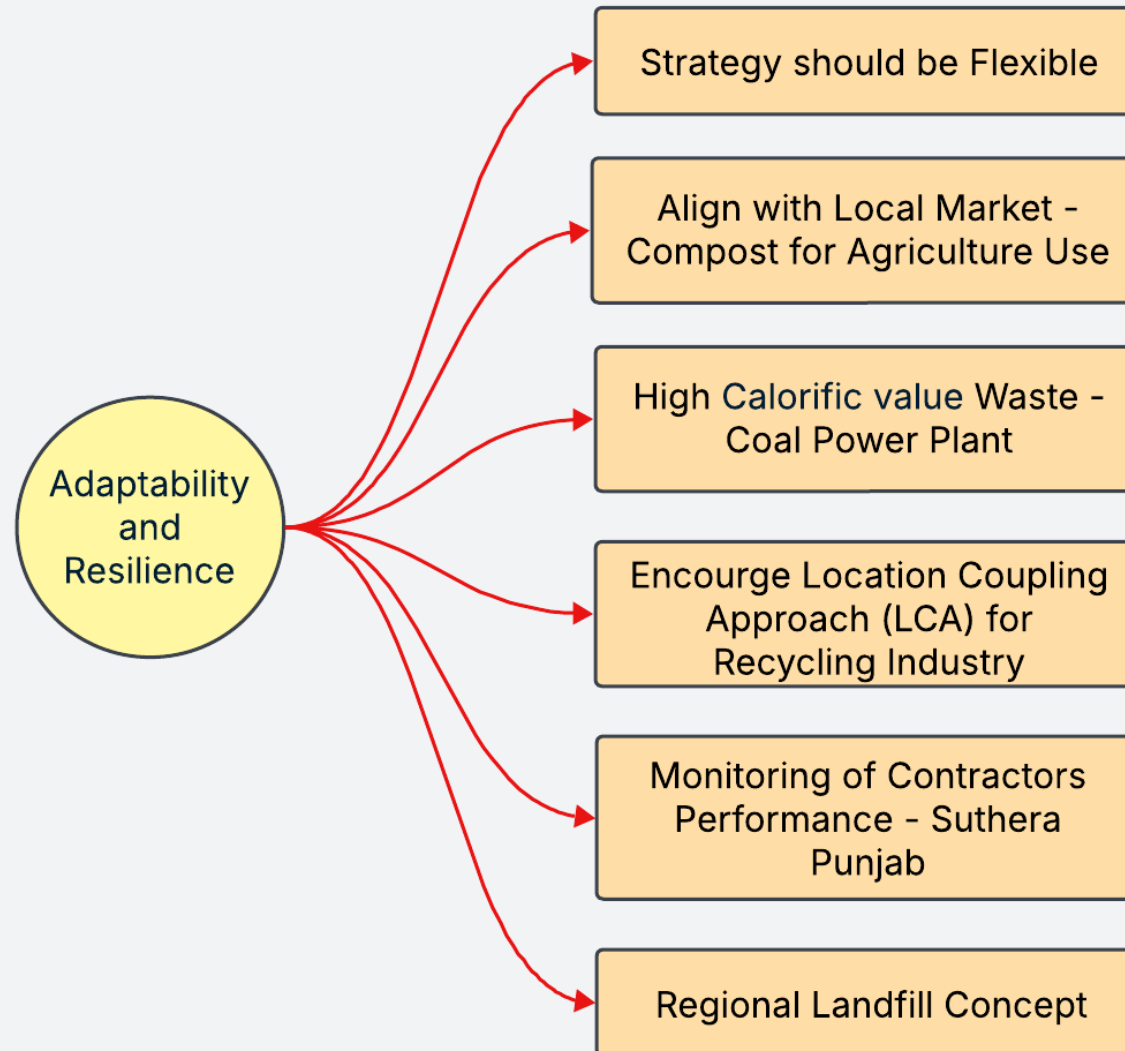 Adaptability
and
Resilience
Strategy should be Flexible
Align with Local Market -
Compost for Agriculture Use
High Calorific value Waste -
Coal Power Plant
Encourge Location Coupling
Approach (LCA) for
Recycling Industry
Monitoring of Contractors
Performance - Suthera
Punjab
Regional Landfill Concept